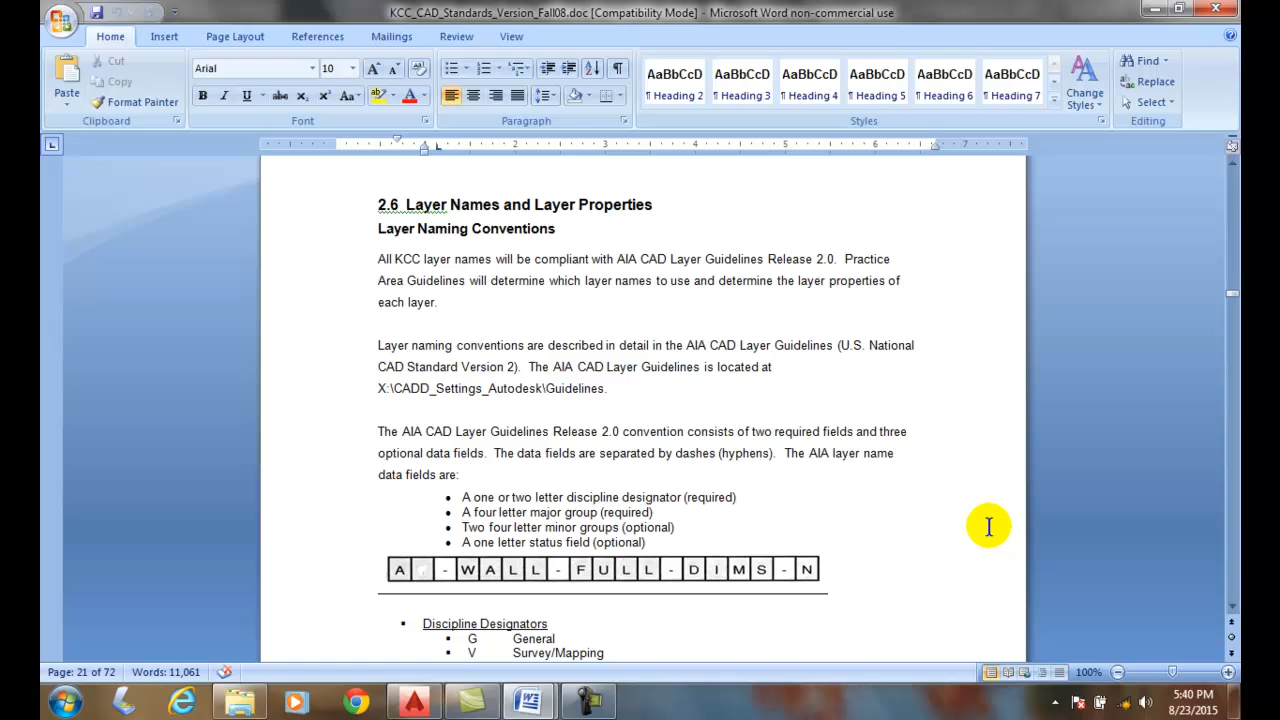 KCC_CAD_Standards_Version_Fall08.doc [Compatibility Mode] - Microsoft Word non-commercial use
Home Insert Page Layout References Mailings Review View
Paste
Cut
Copy
Format Painter
Clipboard
Arial 10
B I U abc x₂ x² Aa A
Font
Paragraph
AaBbCcD AaBbCcD AaBbCcD AaBbCcD AaBbCcD AaBbCcD
¶ Heading 2 ¶ Heading 3 ¶ Heading 4 ¶ Heading 5 ¶ Heading 6 ¶ Heading 7
Change
Styles
Styles
Find
Replace
Select
Editing
2 3 4 5 6 7
2.6 Layer Names and Layer Properties
Layer Naming Conventions
All KCC layer names will be compliant with AIA CAD Layer Guidelines Release 2.0. Practice
Area Guidelines will determine which layer names to use and determine the layer properties of
each layer.
Layer naming conventions are described in detail in the AIA CAD Layer Guidelines (U.S. National
CAD Standard Version 2). The AIA CAD Layer Guidelines is located at
X:\CADD_Settings_Autodesk\Guidelines.
The AIA CAD Layer Guidelines Release 2.0 convention consists of two required fields and three
optional data fields. The data fields are separated by dashes (hyphens). The AIA layer name
data fields are:
• A one or two letter discipline designator (required)
• A four letter major group (required)
• Two four letter minor groups (optional)
• A one letter status field (optional)
A - W A L L - F U L L - D I M S - N
▪ Discipline Designators
▪ G General
▪ V Survey/Mapping
Page: 21 of 72 Words: 11,061 100%
5:40 PM
8/23/2015